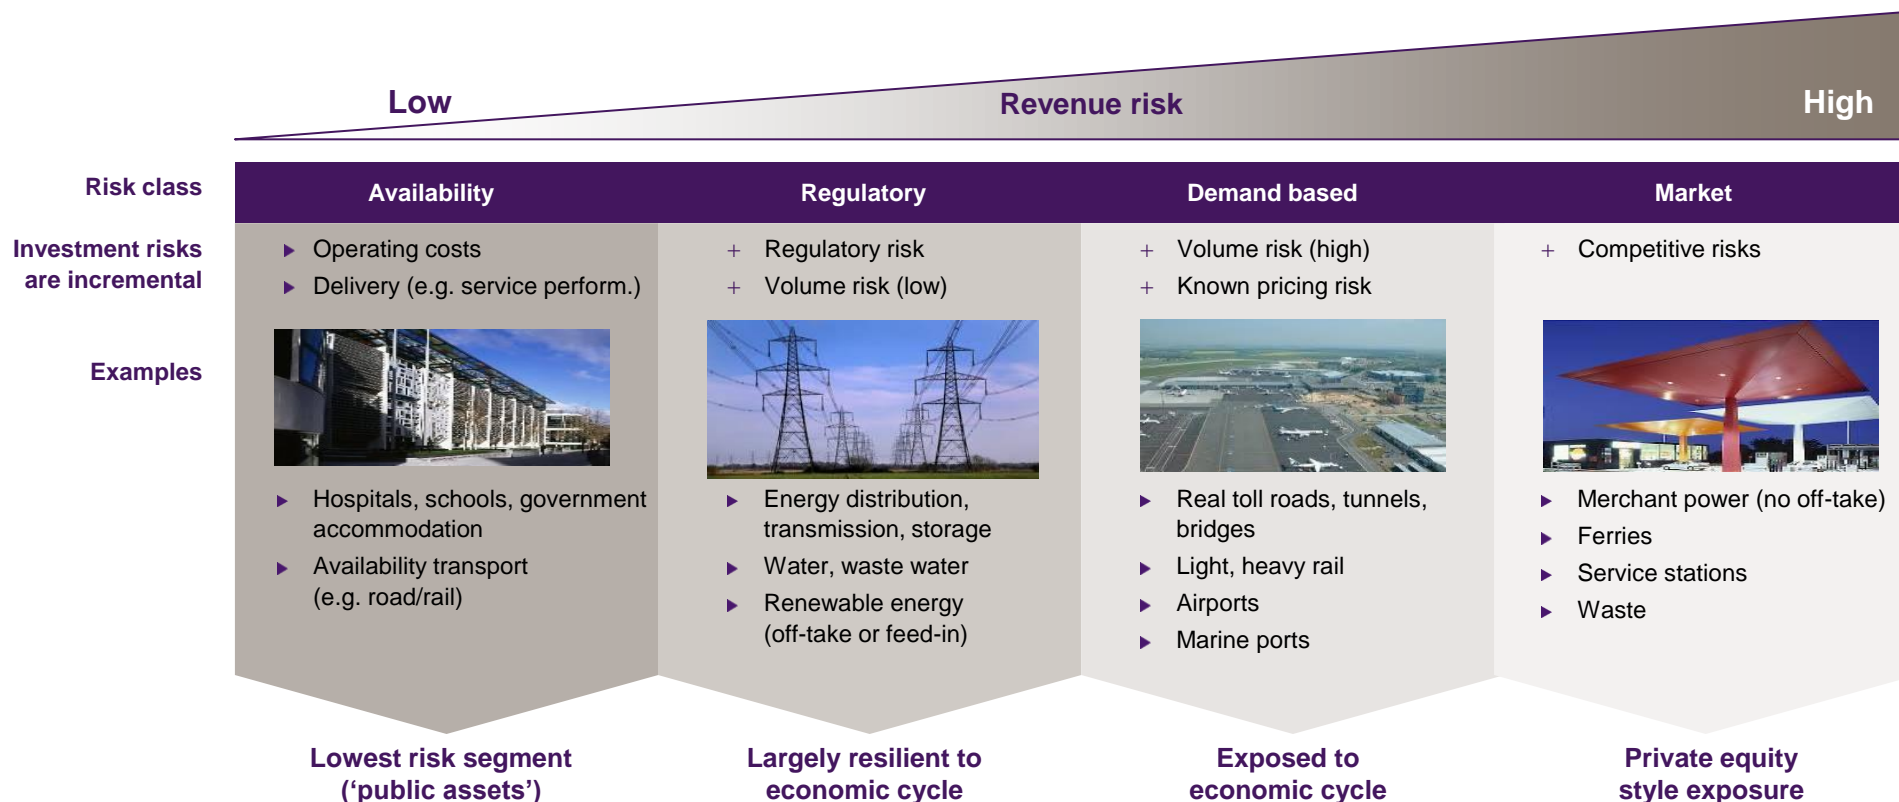 Low
Revenue risk
High
Risk class
Availability
Regulatory
Demand based
Market
Investment risks
are incremental
Operating costs
Delivery (e.g. service perform.)
+ Regulatory risk
+ Volume risk (low)
+ Volume risk (high)
+ Known pricing risk
+ Competitive risks
Examples
Hospitals, schools, government
accommodation
Availability transport
(e.g. road/rail)
Energy distribution,
transmission, storage
Water, waste water
Renewable energy
(off-take or feed-in)
Real toll roads, tunnels,
bridges
Light, heavy rail
Airports
Marine ports
Merchant power (no off-take)
Ferries
Service stations
Waste
Lowest risk segment
(‘public assets’)
Largely resilient to
economic cycle
Exposed to
economic cycle
Private equity
style exposure